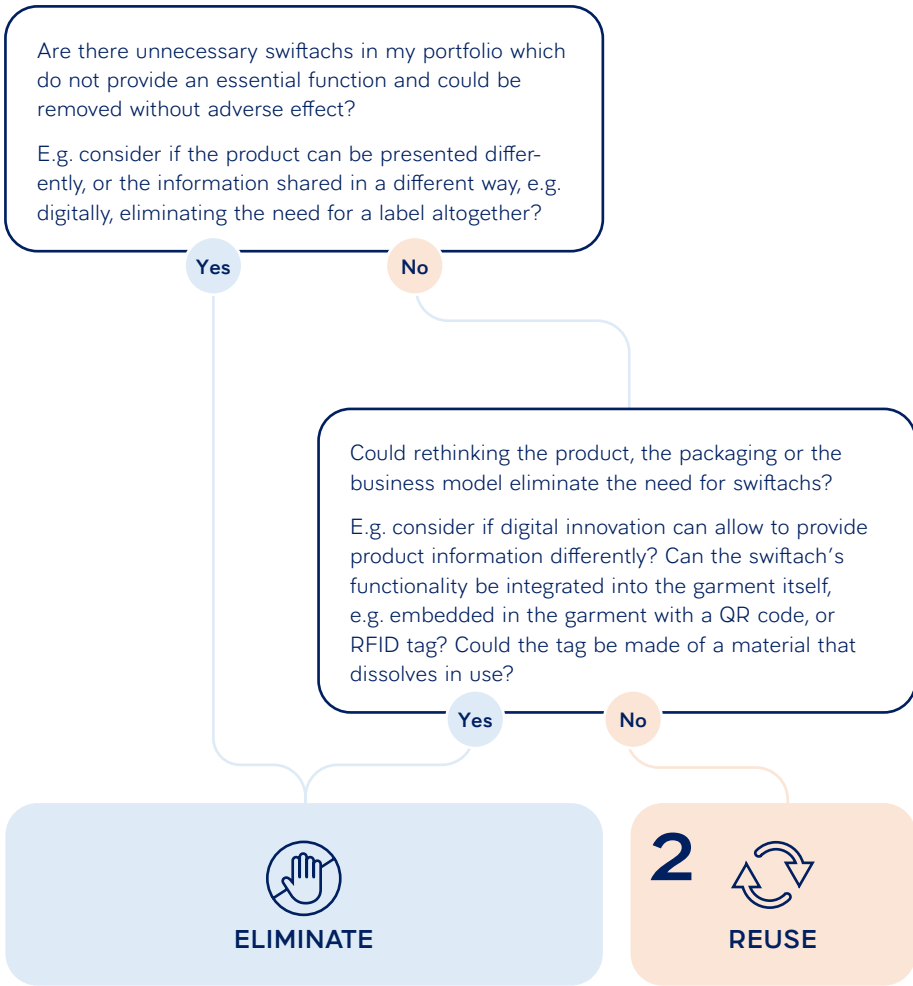 Are there unnecessary swiftachs in my portfolio which
do not provide an essential function and could be
removed without adverse effect?
E.g. consider if the product can be presented differ-
ently, or the information shared in a different way, e.g.
digitally, eliminating the need for a label altogether?
Yes
No
Could rethinking the product, the packaging or the
business model eliminate the need for swiftachs?
E.g. consider if digital innovation can allow to provide
product information differently? Can the swiftach's
functionality be integrated into the garment itself,
e.g. embedded in the garment with a QR code, or
RFID tag? Could the tag be made of a material that
dissolves in use?
Yes
No
ELIMINATE
2
REUSE